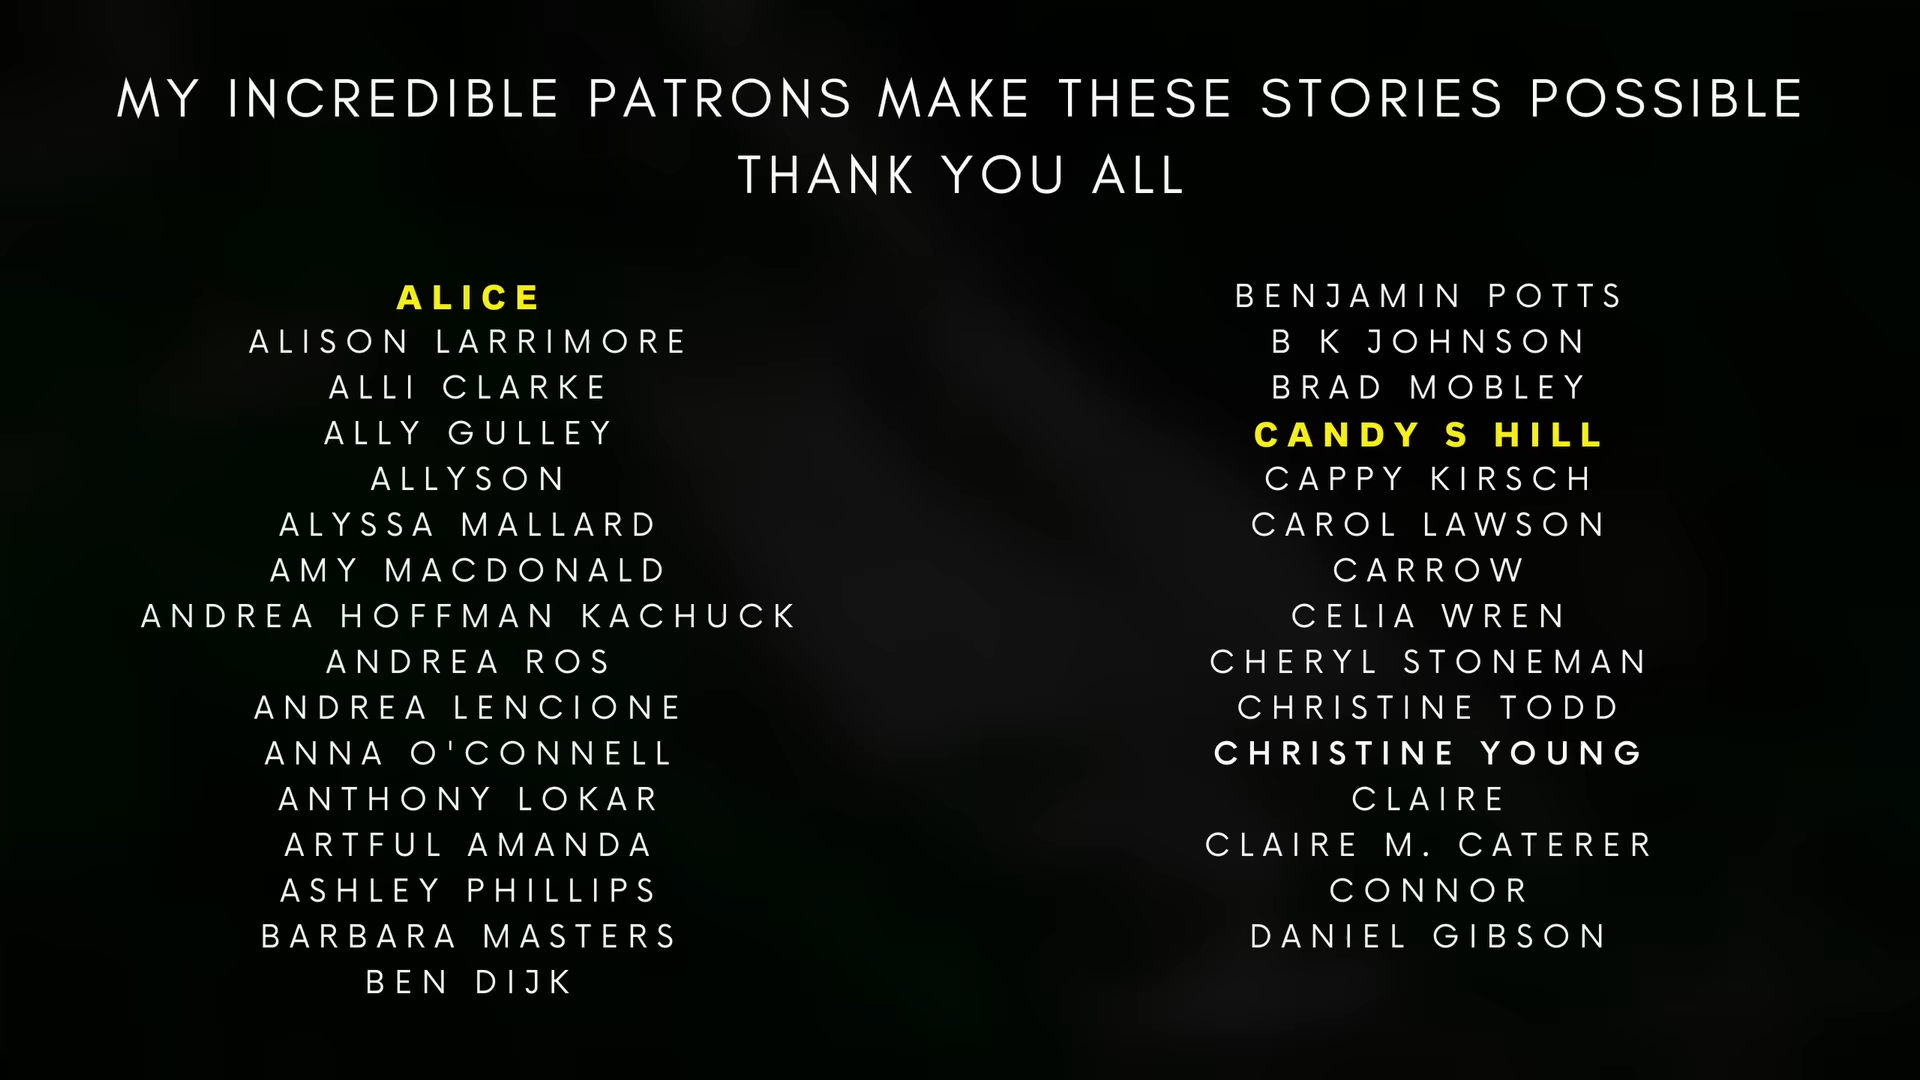 MY INCREDIBLE PATRONS MAKE THESE STORIES POSSIBLE
THANK YOU ALL
ALICE
ALISON LARRIMORE
ALLI CLARKE
ALLY GULLEY
ALLYSON
ALYSSA MALLARD
AMY MACDONALD
ANDREA HOFFMAN KACHUCK
ANDREA ROS
ANDREA LENCIONE
ANNA O'CONNELL
ANTHONY LOKAR
ARTFUL AMANDA
ASHLEY PHILLIPS
BARBARA MASTERS
BEN DIJK
BENJAMIN POTTS
B K JOHNSON
BRAD MOBLEY
CANDY S HILL
CAPPY KIRSCH
CAROL LAWSON
CARROW
CELIA WREN
CHERYL STONEMAN
CHRISTINE TODD
CHRISTINE YOUNG
CLAIRE
CLAIRE M. CATERER
CONNOR
DANIEL GIBSON